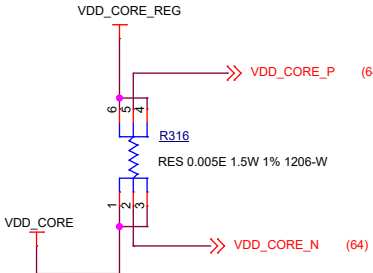 VDD_CORE_REG
VDD_CORE_P (6
6 5 4
R316
RES 0.005E 1.5W 1% 1206-W
1 2 3
VDD_CORE
VDD_CORE_N (64)